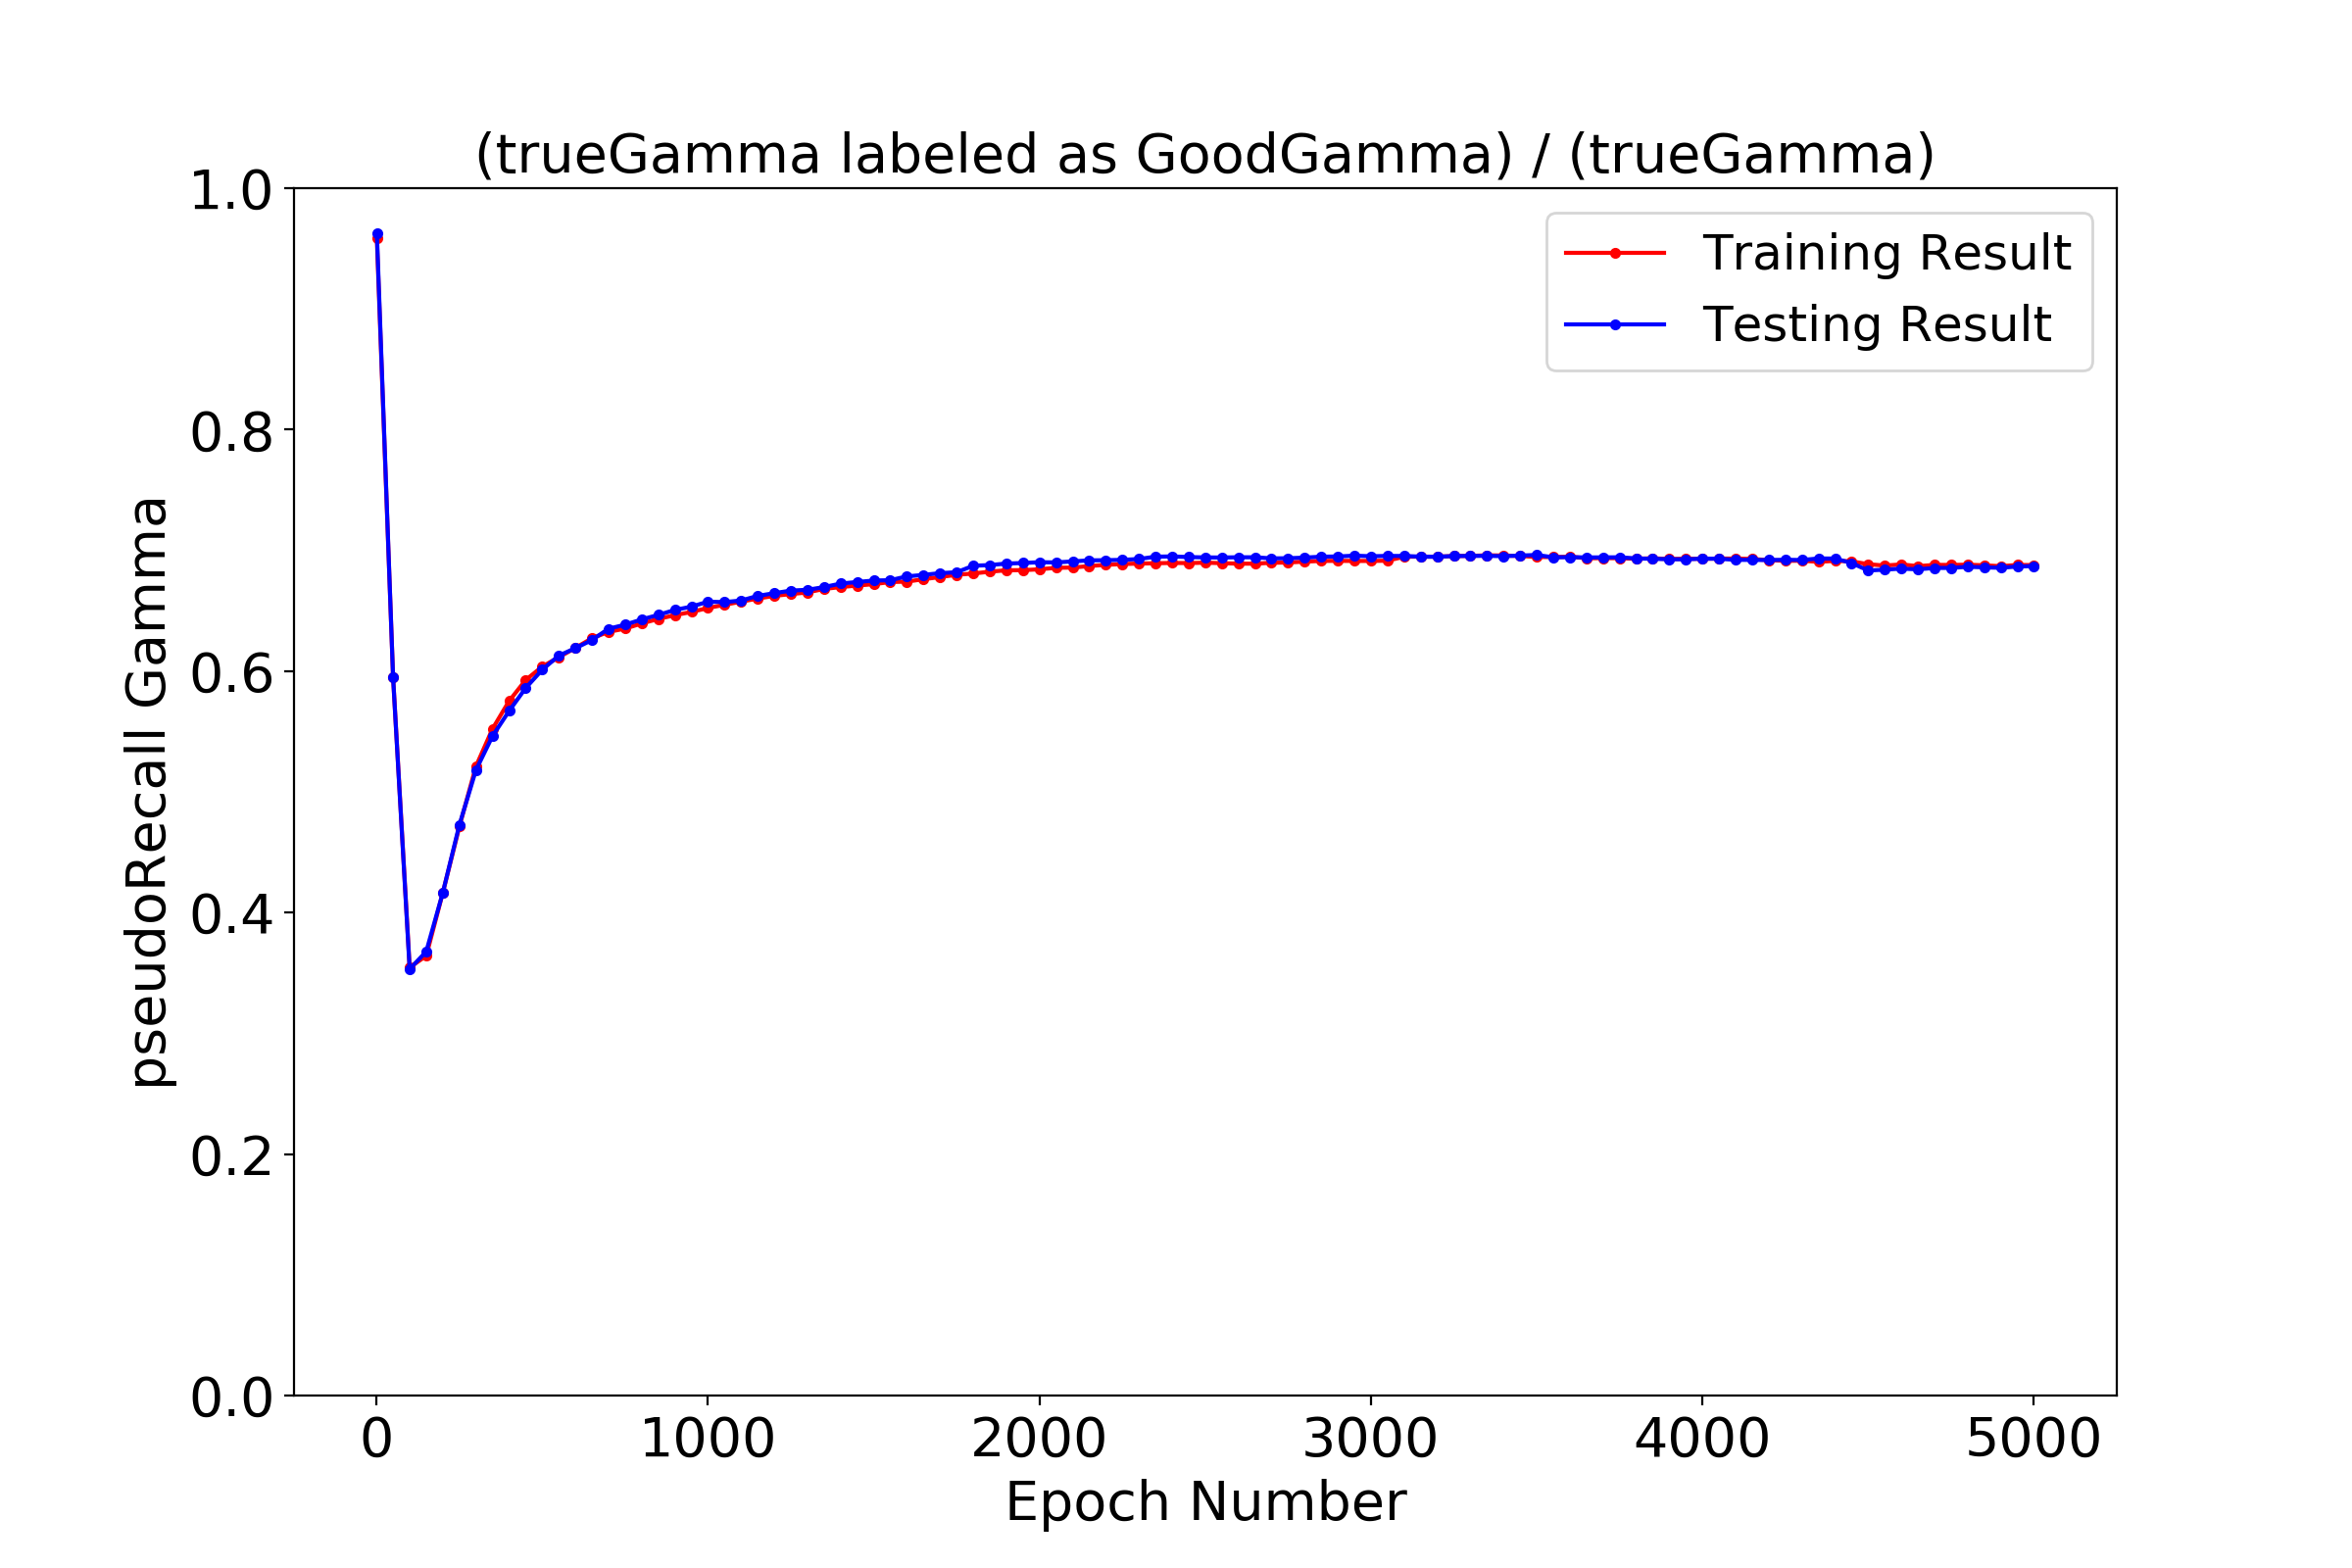 (trueGamma labeled as GoodGamma) / (trueGamma)
1.0
0.8
0.6
0.4
0.2
0.0
pseudoRecall Gamma
Training Result
Testing Result
0 1000 2000 3000 4000 5000
Epoch Number